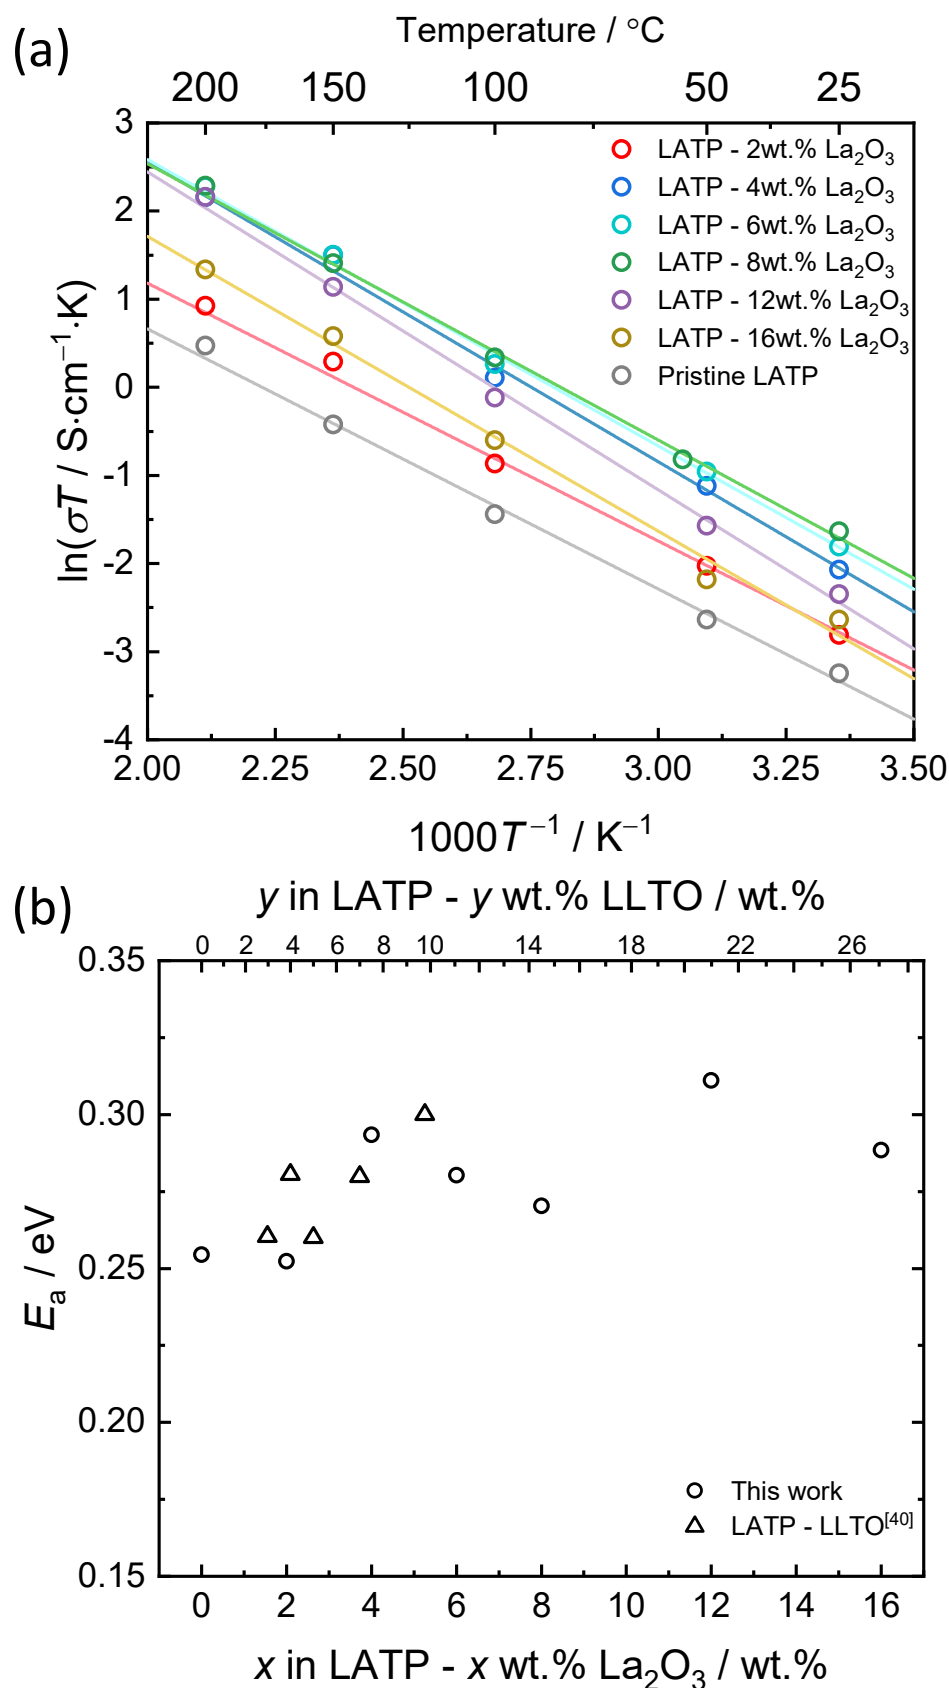 (a)
Temperature / °C
200 150 100 50 25
3
2
1
0
-1
-2
-3
-4
ln(σT / S·cm⁻¹·K)
LATP - 2wt.% La₂O₃
LATP - 4wt.% La₂O₃
LATP - 6wt.% La₂O₃
LATP - 8wt.% La₂O₃
LATP - 12wt.% La₂O₃
LATP - 16wt.% La₂O₃
Pristine LATP
2.00 2.25 2.50 2.75 3.00 3.25 3.50
1000T⁻¹ / K⁻¹
(b)
y in LATP - y wt.% LLTO / wt.%
0 2 4 6 8 10 14 18 22 26
0.35
0.30
0.25
0.20
0.15
Eₐ / eV
This work
LATP - LLTO[40]
0 2 4 6 8 10 12 14 16
x in LATP - x wt.% La₂O₃ / wt.%